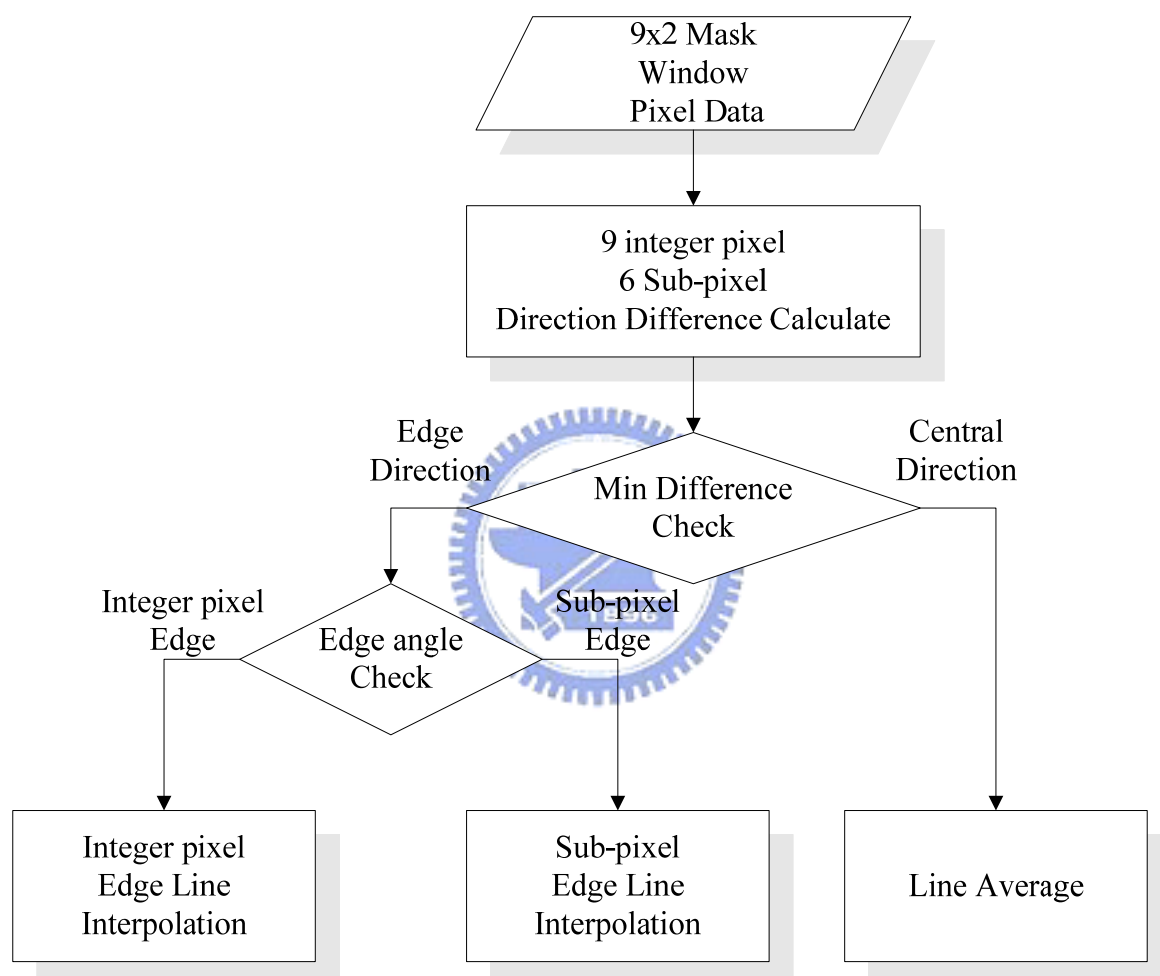 9x2 Mask
Window
Pixel Data
9 integer pixel
6 Sub-pixel
Direction Difference Calculate
Edge
Direction
Central
Direction
Min Difference
Check
Integer pixel
Edge
Edge angle
Check
Sub-pixel
Edge
1896
Integer pixel
Edge Line
Interpolation
Sub-pixel
Edge Line
Interpolation
Line Average